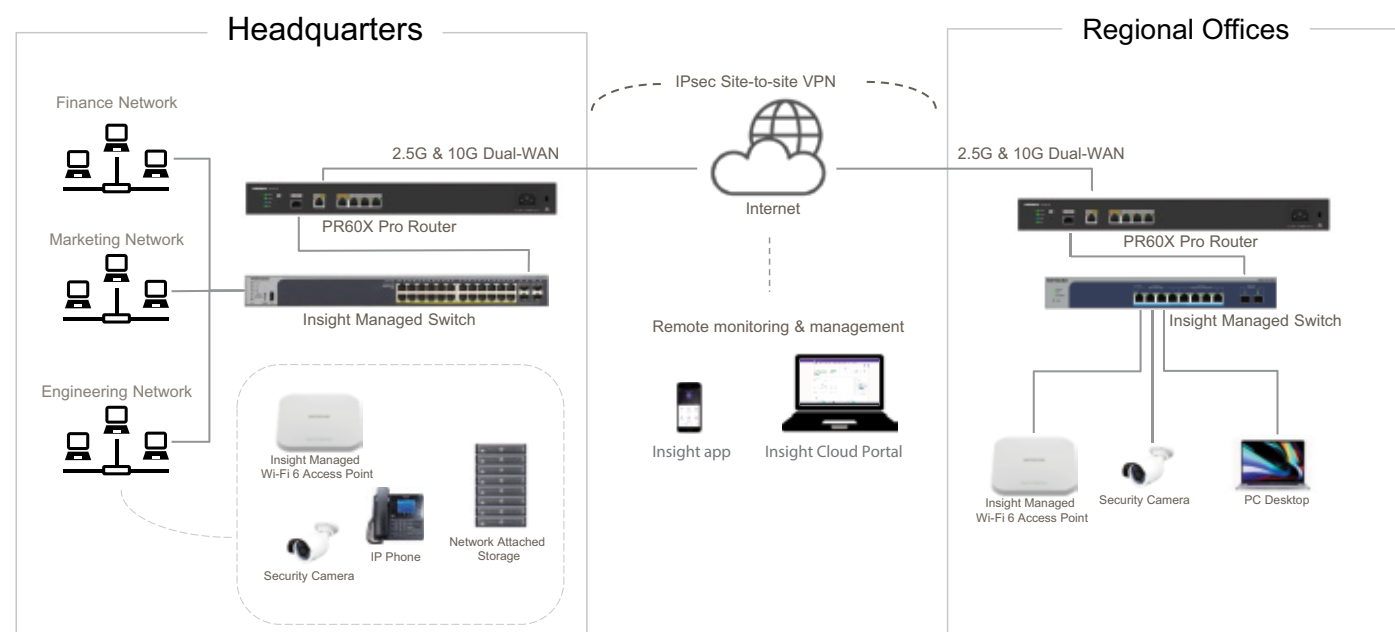 Headquarters
Regional Offices
IPsec Site-to-site VPN
Finance Network
2.5G & 10G Dual-WAN
2.5G & 10G Dual-WAN
Internet
PR60X Pro Router
PR60X Pro Router
Marketing Network
Insight Managed Switch
Insight Managed Switch
Remote monitoring & management
Engineering Network
Insight app
Insight Cloud Portal
Insight Managed
Wi-Fi 6 Access Point
IP Phone
Network Attached
Storage
Security Camera
Insight Managed
Wi-Fi 6 Access Point
Security Camera
PC Desktop